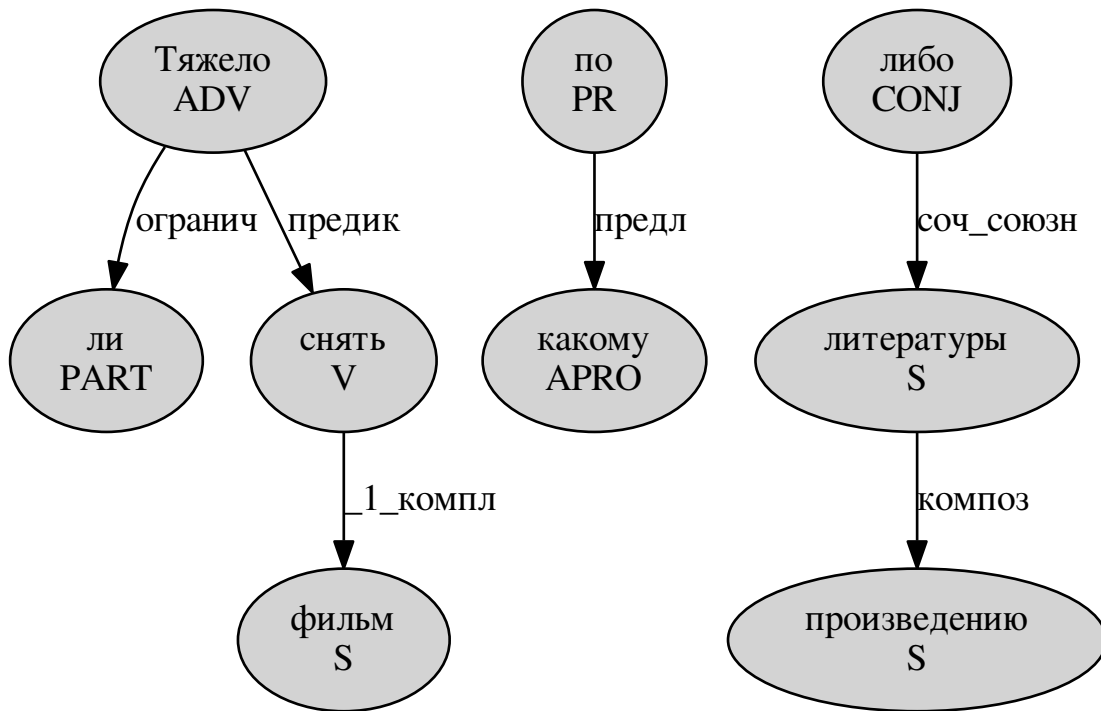 Тяжело
ADV
по
PR
либо
CONJ
огранич
предик
предл
соч_союзн
ли
PART
снять
V
какому
APRO
литературы
S
_1_компл
композ
фильм
S
произведению
S